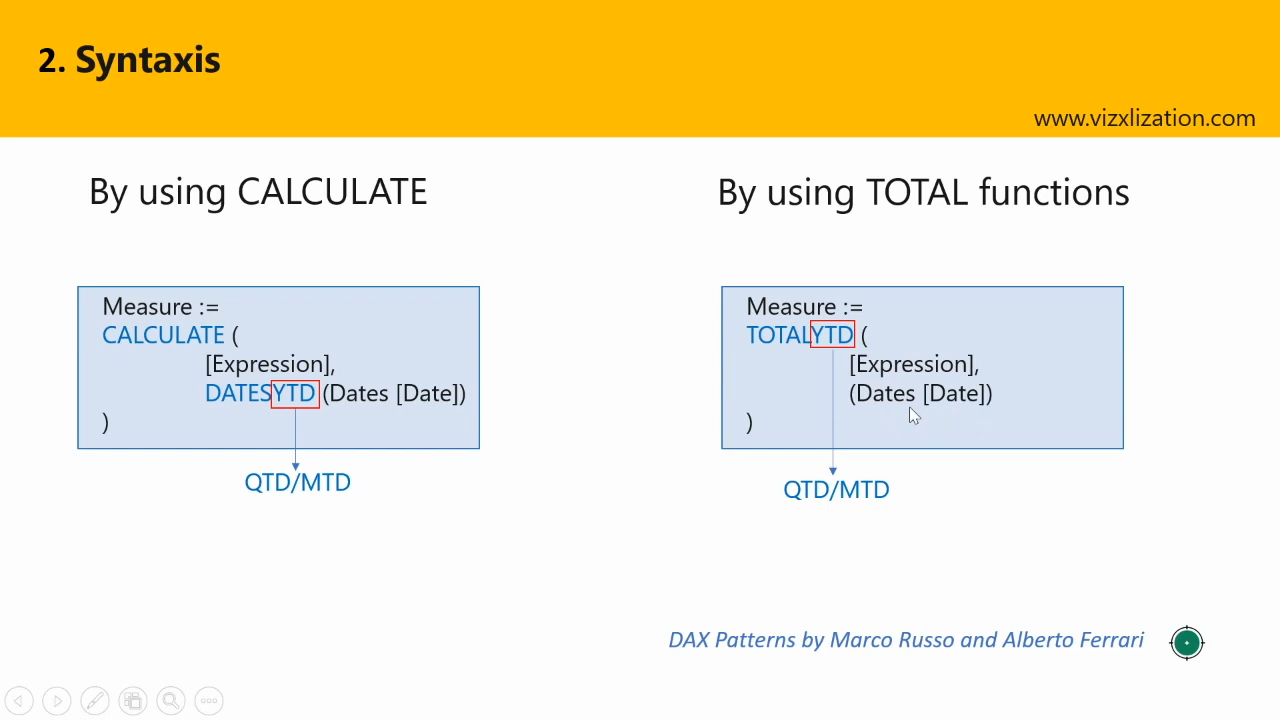 2. Syntaxis
www.vizxlization.com
By using CALCULATE
Measure :=
CALCULATE (
[Expression],
DATESYTD (Dates [Date])
)
QTD/MTD
By using TOTAL functions
Measure :=
TOTALYTD (
[Expression],
(Dates [Date])
)
QTD/MTD
DAX Patterns by Marco Russo and Alberto Ferrari